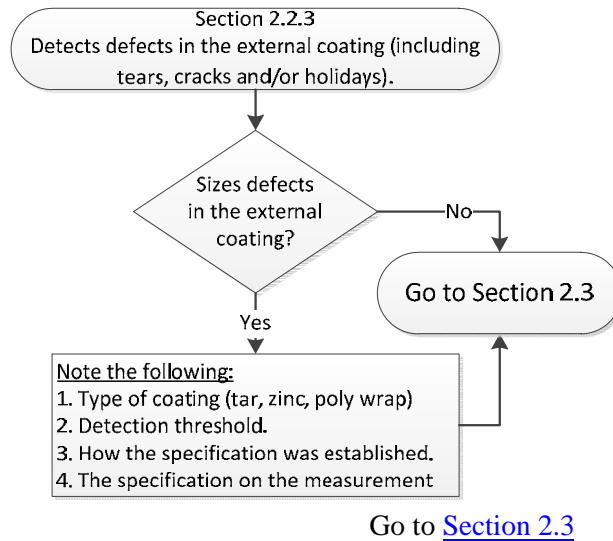 Section 2.2.3
Detects defects in the external coating (including
tears, cracks and/or holidays).
Sizes defects
in the external
coating?
No
Go to Section 2.3
Yes
Note the following:
1. Type of coating (tar, zinc, poly wrap)
2. Detection threshold.
3. How the specification was established.
4. The specification on the measurement
Go to Section 2.3